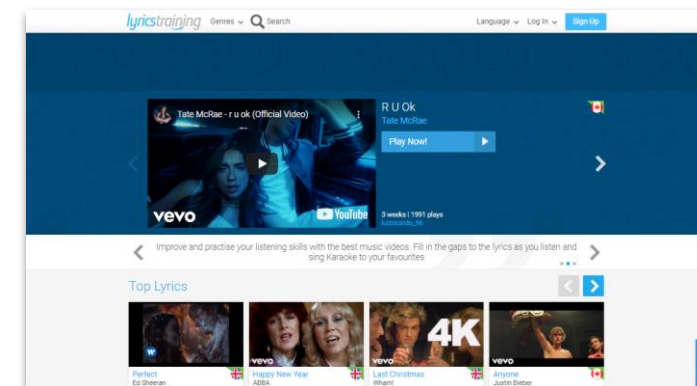 lyricstraining Genres Search Language Log In Sign Up
Tate McRae - r u ok (Official Video)
vevo
YouTube
R U Ok
Tate McRae
Play Now!
3 weeks | 1991 plays
Improve and practise your listening skills with the best music videos. Fill in the gaps to the lyrics as you listen and
sing Karaoke to your favourites
Top Lyrics
4K
vevo vevo vevo
Perfect Happy New Year Last Christmas Anyone
Ed Sheeran ABBA Wham! Justin Bieber